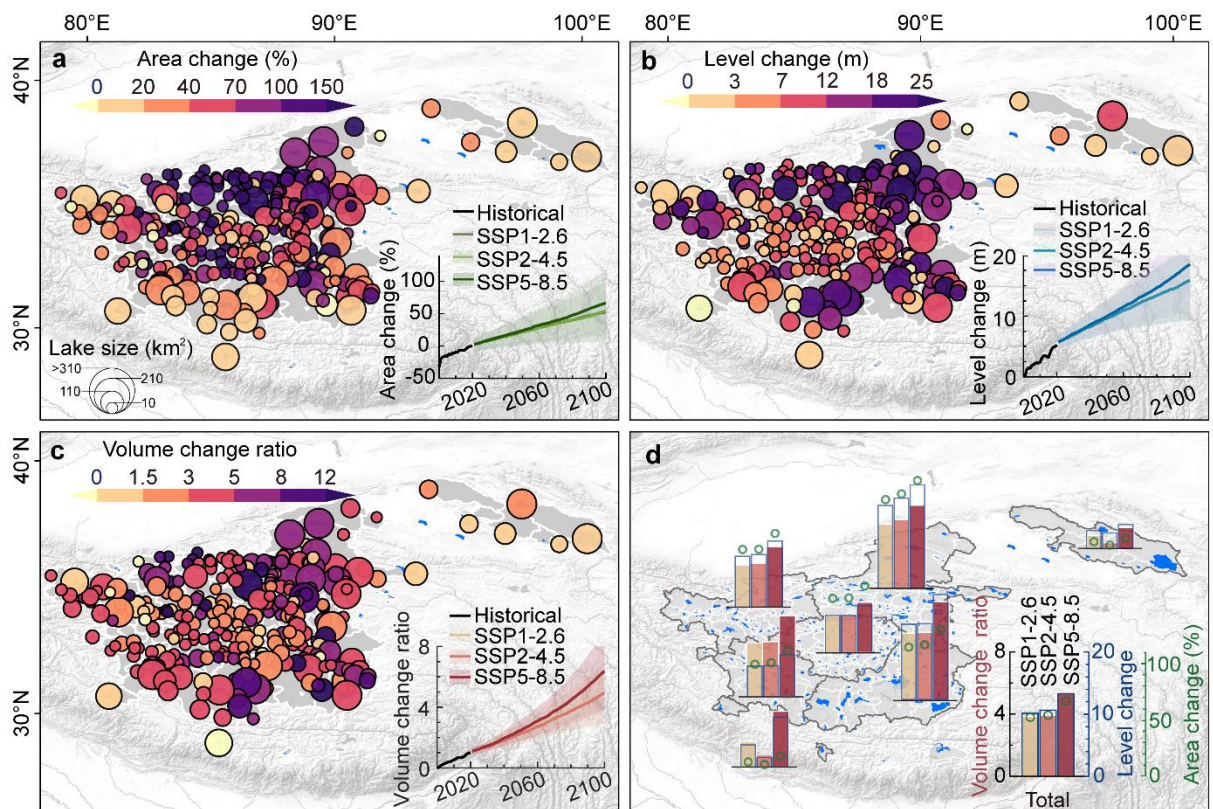 80°E 90°E 100°E
80°E 90°E 100°E
40°N
30°N
a
Area change (%)
0 20 40 70 100 150
Historical
SSP1-2.6
SSP2-4.5
SSP5-8.5
Area change (%)
100
50
0
-50
2020 2060 2100
Lake size (km²)
>310
210
110
10
b
Level change (m)
0 3 7 12 18 25
Historical
SSP1-2.6
SSP2-4.5
SSP5-8.5
Level change (m)
20
10
0
2020 2060 2100
40°N
30°N
c
Volume change ratio
0 1.5 3 5 8 12
Historical
SSP1-2.6
SSP2-4.5
SSP5-8.5
Volume change ratio
8
6
4
2
0
2020 2060 2100
d
SSP1-2.6
SSP2-4.5
SSP5-8.5
Volume change ratio
8
4
0
Level change
20
10
0
Area change (%)
100
50
0
Total